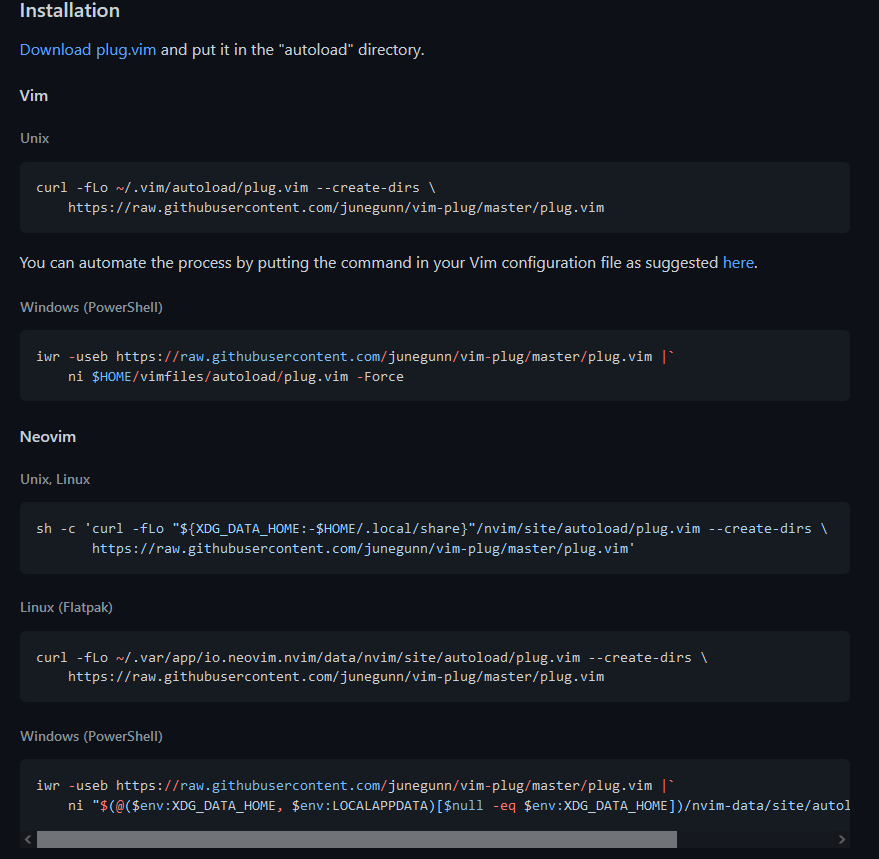 Installation
Download plug.vim and put it in the "autoload" directory.
Vim
Unix
curl -fLo ~/.vim/autoload/plug.vim --create-dirs \
    https://raw.githubusercontent.com/junegunn/vim-plug/master/plug.vim
You can automate the process by putting the command in your Vim configuration file as suggested here.
Windows (PowerShell)
iwr -useb https://raw.githubusercontent.com/junegunn/vim-plug/master/plug.vim |`
    ni $HOME/vimfiles/autoload/plug.vim -Force
Neovim
Unix, Linux
sh -c 'curl -fLo "${XDG_DATA_HOME:-$HOME/.local/share}"/nvim/site/autoload/plug.vim --create-dirs \
       https://raw.githubusercontent.com/junegunn/vim-plug/master/plug.vim'
Linux (Flatpak)
curl -fLo ~/.var/app/io.neovim.nvim/data/nvim/site/autoload/plug.vim --create-dirs \
    https://raw.githubusercontent.com/junegunn/vim-plug/master/plug.vim
Windows (PowerShell)
iwr -useb https://raw.githubusercontent.com/junegunn/vim-plug/master/plug.vim |`
    ni "$(@($env:XDG_DATA_HOME, $env:LOCALAPPDATA)[$null -eq $env:XDG_DATA_HOME])/nvim-data/site/autol